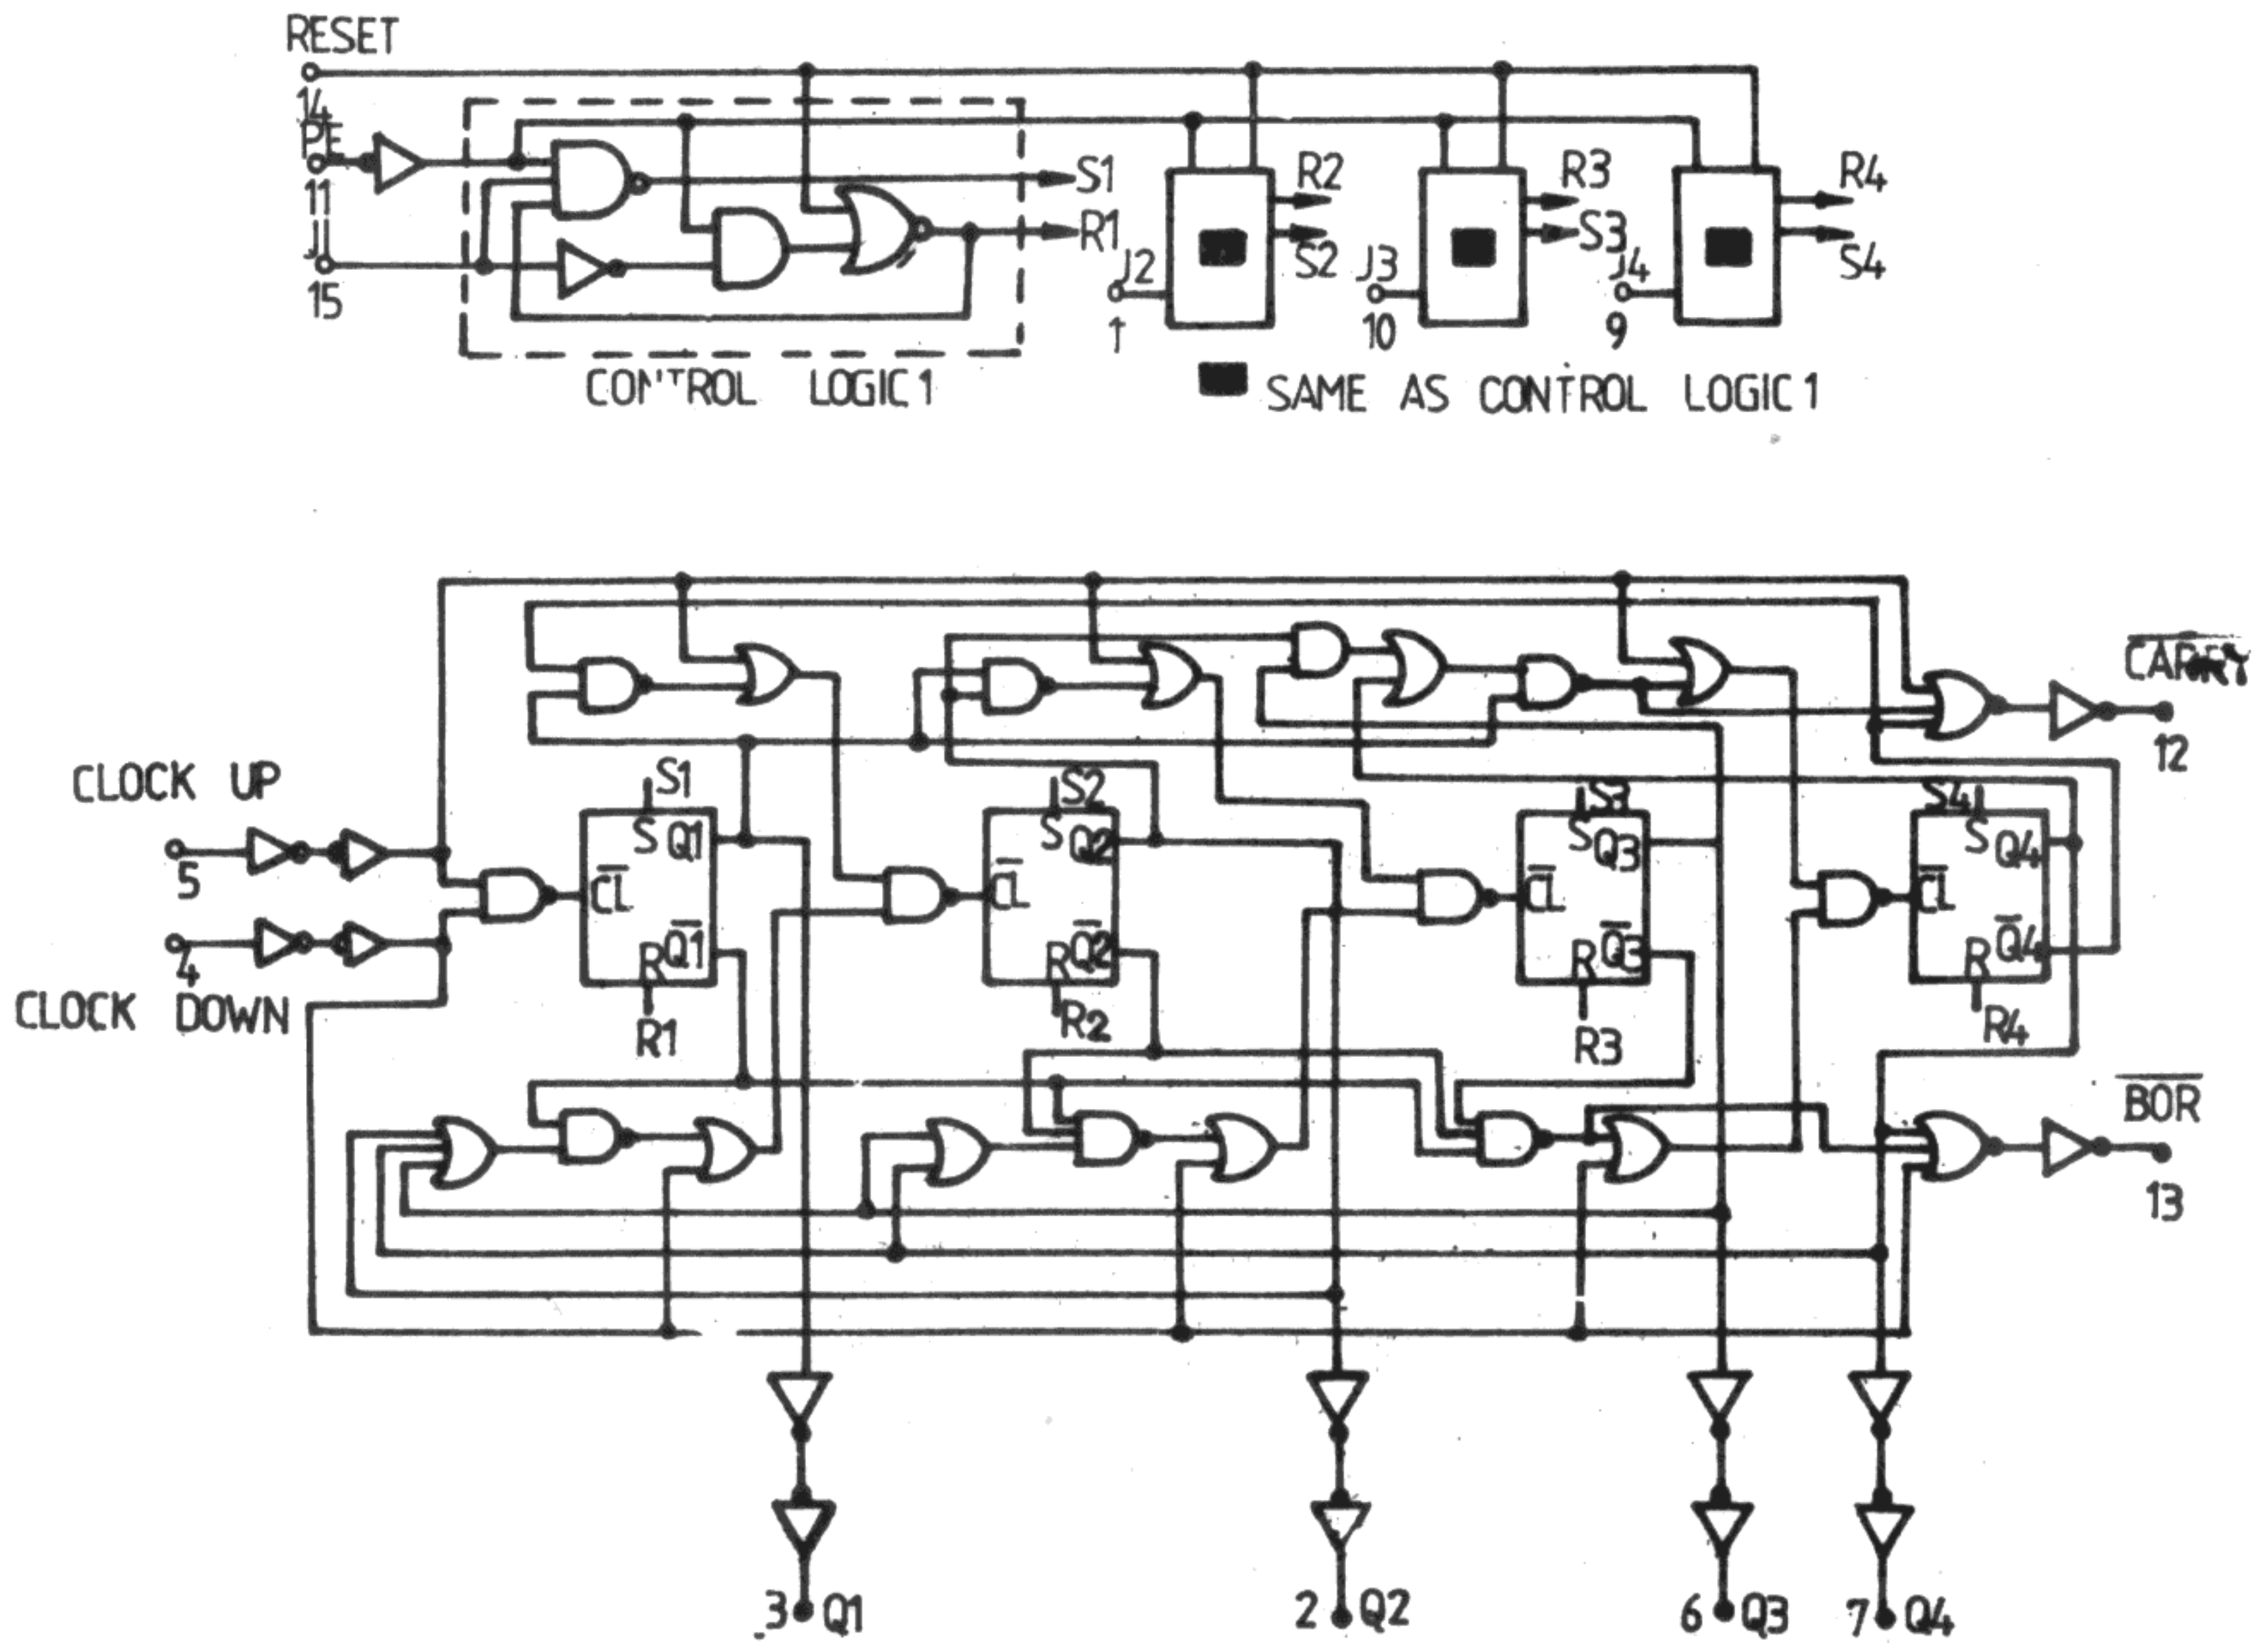 RESET
14
PE
11
J1
15
S1
R1
J2
1
R2
S2
J3
10
R3
S3
J4
9
R4
S4
CONTROL LOGIC 1
SAME AS CONTROL LOGIC 1
CARRY
12
CLOCK UP
5
4
CLOCK DOWN
S1
S Q1
CL
R Q1
R1
S2
S Q2
CL
R Q2
R2
S3
S Q3
CL
R Q3
R3
S4
S Q4
CL
R Q4
R4
BOR
13
3 Q1
2 Q2
6 Q3
7 Q4